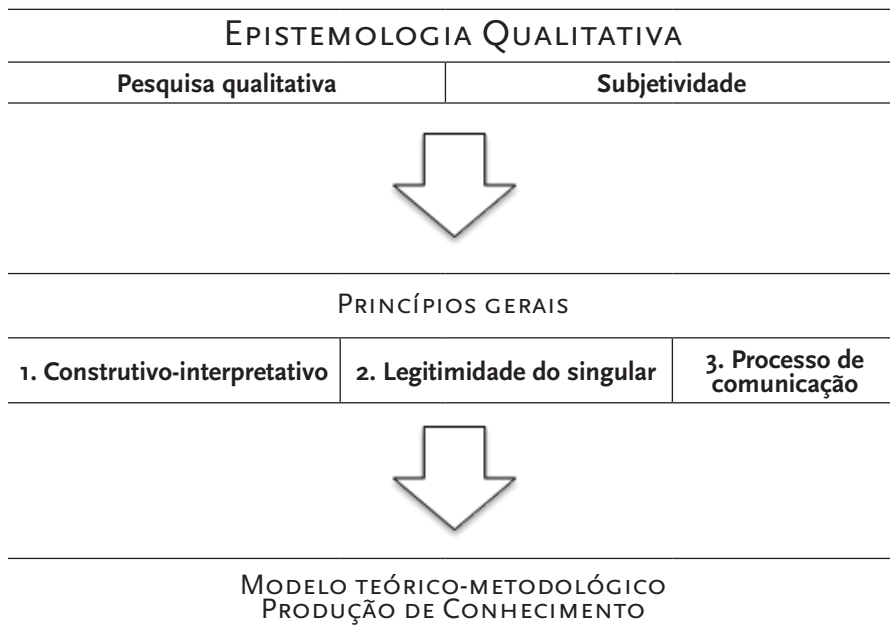 Epistemologia Qualitativa
Pesquisa qualitativa Subjetividade
Princípios gerais
1. Construtivo-interpretativo 2. Legitimidade do singular 3. Processo de
comunicação
Modelo teórico-metodológico
Produção de Conhecimento